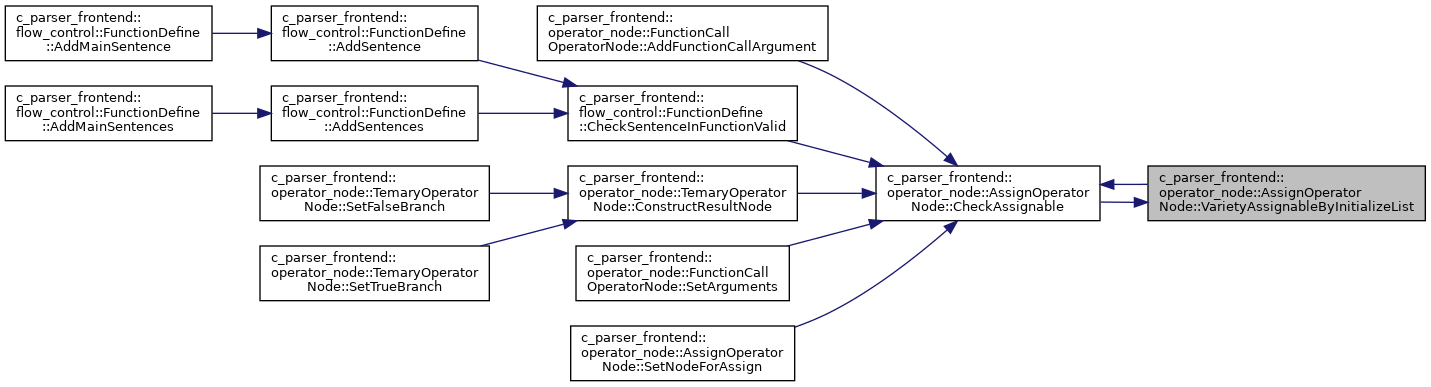 c_parser_frontend::
flow_control::FunctionDefine
::AddMainSentence
c_parser_frontend::
flow_control::FunctionDefine
::AddSentence
c_parser_frontend::
operator_node::FunctionCall
OperatorNode::AddFunctionCallArgument
c_parser_frontend::
flow_control::FunctionDefine
::AddMainSentences
c_parser_frontend::
flow_control::FunctionDefine
::AddSentences
c_parser_frontend::
flow_control::FunctionDefine
::CheckSentenceInFunctionValid
c_parser_frontend::
operator_node::TemaryOperator
Node::SetFalseBranch
c_parser_frontend::
operator_node::TemaryOperator
Node::ConstructResultNode
c_parser_frontend::
operator_node::AssignOperator
Node::CheckAssignable
c_parser_frontend::
operator_node::AssignOperator
Node::VarietyAssignableByInitializeList
c_parser_frontend::
operator_node::TemaryOperator
Node::SetTrueBranch
c_parser_frontend::
operator_node::FunctionCall
OperatorNode::SetArguments
c_parser_frontend::
operator_node::AssignOperator
Node::SetNodeForAssign